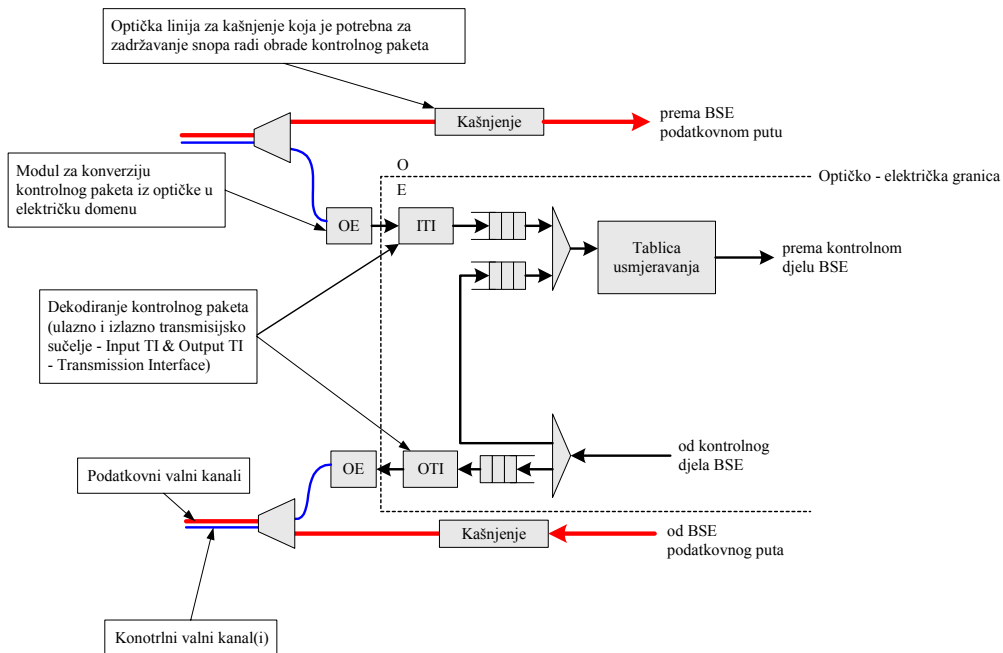 Optička linija za kašnjenje koja je potrebna za
zadržavanje snopa radi obrade kontrolnog paketa
Kašnjenje
prema BSE
podatkovnom putu
Modul za konverziju
kontrolnog paketa iz optičke u
električku domenu
O
E
Optičko - električka granica
OE
ITI
Tablica
usmjeravanja
prema kontrolnom
djelu BSE
Dekodiranje kontrolnog paketa
(ulazno i izlazno transmisijsko
sučelje - Input TI & Output TI
- Transmission Interface)
od kontrolnog
djela BSE
OE
OTI
Podatkovni valni kanali
Kašnjenje
od BSE
podatkovnog puta
Konotrlni valni kanal(i)